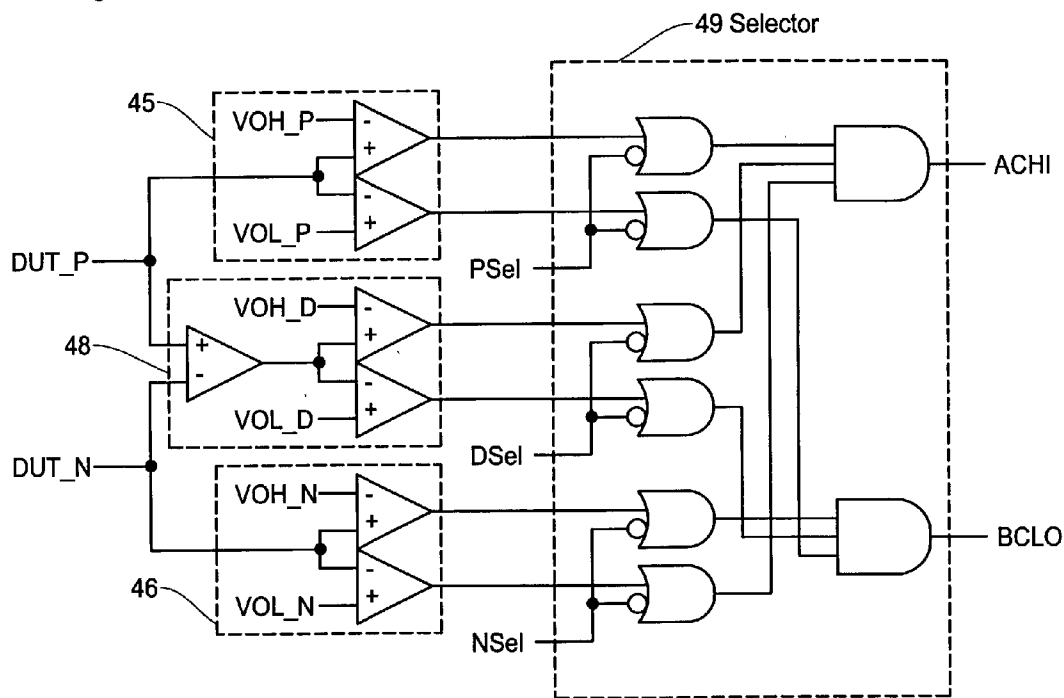 49 Selector
45
VOH_P
-
+
-
+
VOL_P
ACHI
DUT_P
PSel
VOH_D
-
+
-
+
VOL_D
48
+
-
DSel
DUT_N
VOH_N
-
+
-
+
VOL_N
46
BCLO
NSel